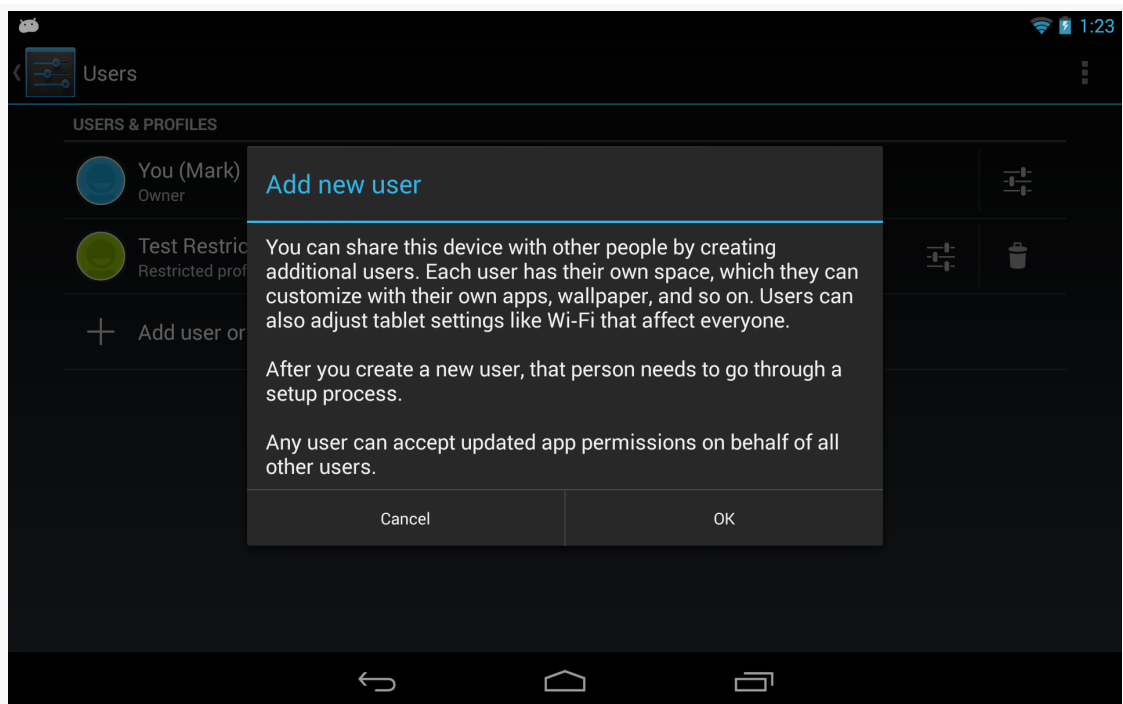 1:23
Users
USERS & PROFILES
You (Mark)
Owner
Test Restric
Restricted prof
Add user or
Add new user
You can share this device with other people by creating
additional users. Each user has their own space, which they can
customize with their own apps, wallpaper, and so on. Users can
also adjust tablet settings like Wi-Fi that affect everyone.
After you create a new user, that person needs to go through a
setup process.
Any user can accept updated app permissions on behalf of all
other users.
Cancel
OK